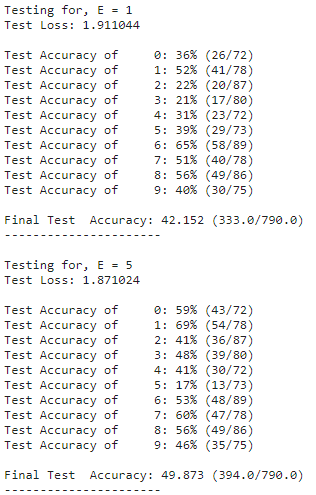 Testing for, E = 1
Test Loss: 1.911044
Test Accuracy of     0: 36% (26/72)
Test Accuracy of     1: 52% (41/78)
Test Accuracy of     2: 22% (20/87)
Test Accuracy of     3: 21% (17/80)
Test Accuracy of     4: 31% (23/72)
Test Accuracy of     5: 39% (29/73)
Test Accuracy of     6: 65% (58/89)
Test Accuracy of     7: 51% (40/78)
Test Accuracy of     8: 56% (49/86)
Test Accuracy of     9: 40% (30/75)
Final Test  Accuracy: 42.152 (333.0/790.0)
----------------------
Testing for, E = 5
Test Loss: 1.871024
Test Accuracy of     0: 59% (43/72)
Test Accuracy of     1: 69% (54/78)
Test Accuracy of     2: 41% (36/87)
Test Accuracy of     3: 48% (39/80)
Test Accuracy of     4: 41% (30/72)
Test Accuracy of     5: 17% (13/73)
Test Accuracy of     6: 53% (48/89)
Test Accuracy of     7: 60% (47/78)
Test Accuracy of     8: 56% (49/86)
Test Accuracy of     9: 46% (35/75)
Final Test  Accuracy: 49.873 (394.0/790.0)
----------------------